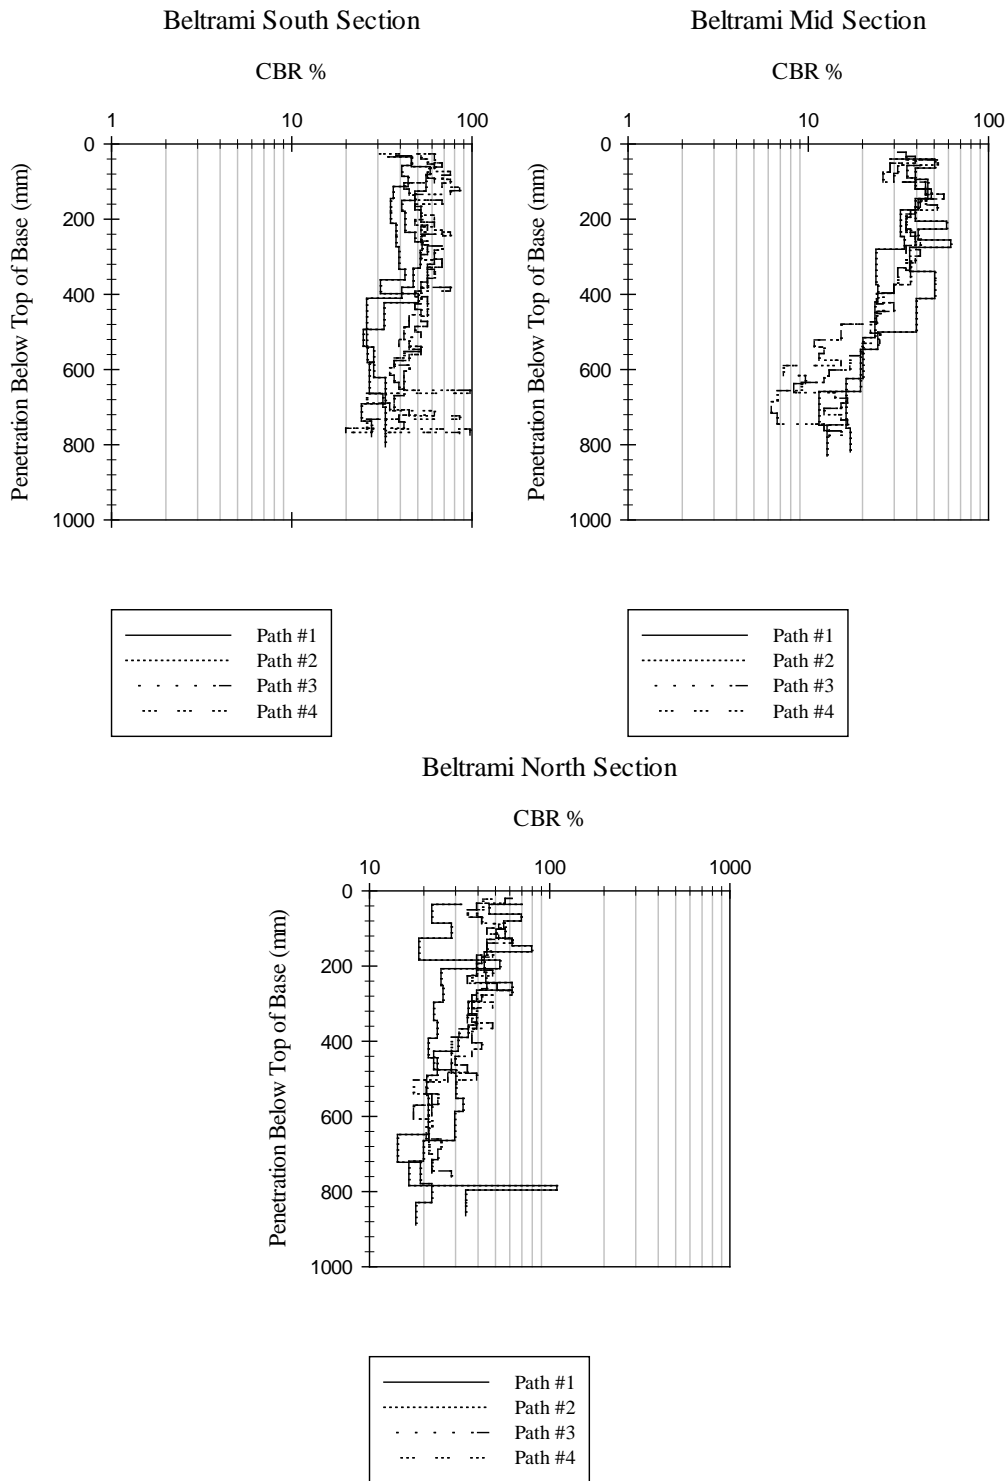 Beltrami South Section
CBR %
1 10 100
Penetration Below Top of Base (mm)
0
200
400
600
800
1000
Path #1
Path #2
Path #3
Path #4
Beltrami Mid Section
CBR %
1 10 100
Penetration Below Top of Base (mm)
0
200
400
600
800
1000
Path #1
Path #2
Path #3
Path #4
Beltrami North Section
CBR %
10 100 1000
Penetration Below Top of Base (mm)
0
200
400
600
800
1000
Path #1
Path #2
Path #3
Path #4